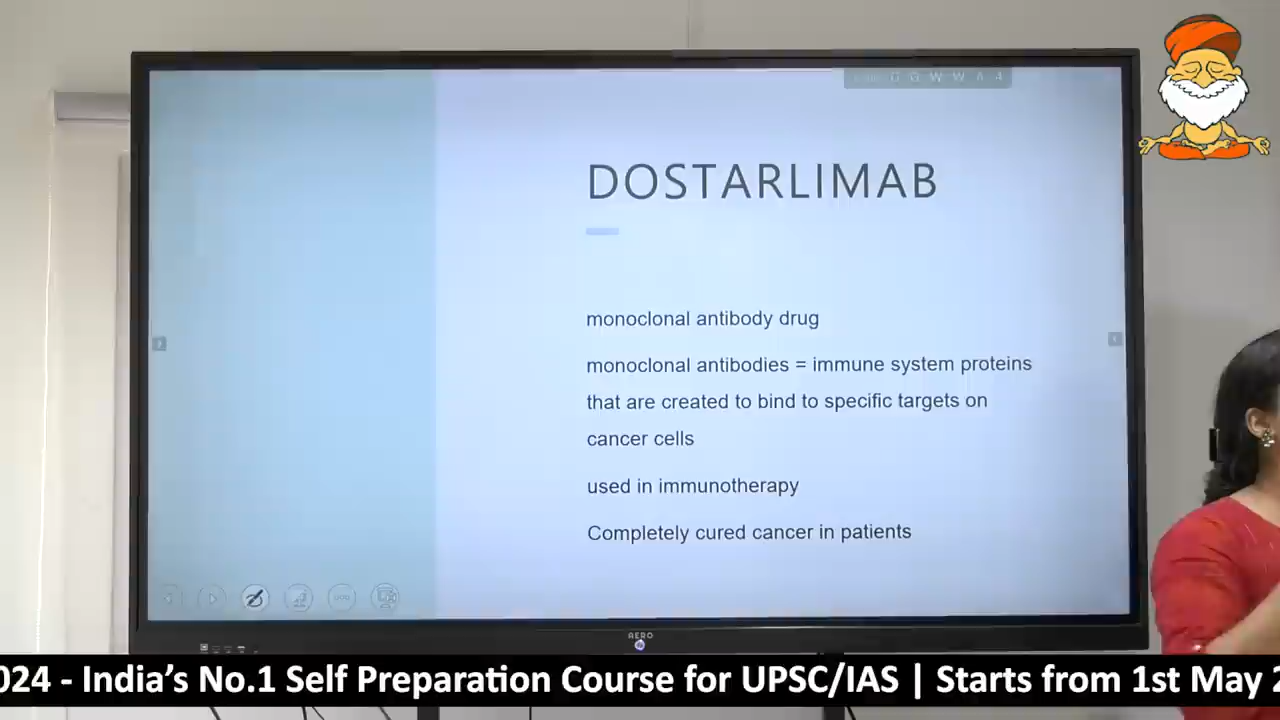 DOSTARLIMAB
monoclonal antibody drug
monoclonal antibodies = immune system proteins
that are created to bind to specific targets on
cancer cells
used in immunotherapy
Completely cured cancer in patients
AERO
024 - India's No.1 Self Preparation Course for UPSC/IAS | Starts from 1st May 2